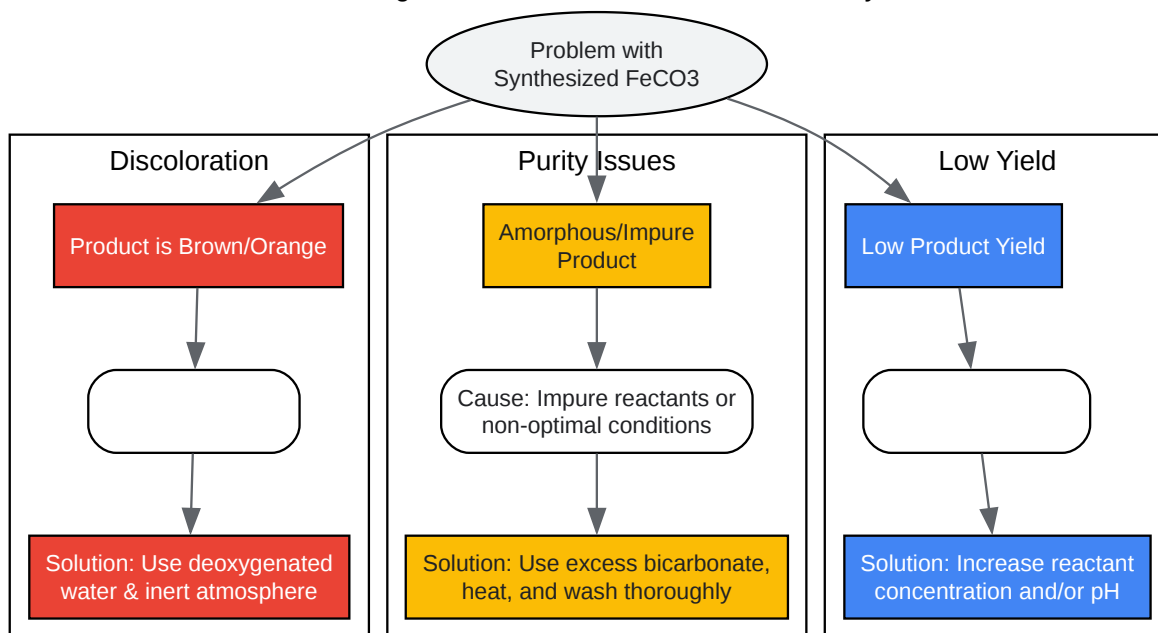 Problem with
Synthesized FeCO3
Discoloration
Purity Issues
Low Yield
Product is Brown/Orange
Amorphous/Impure
Product
Low Product Yield
Cause: Impure reactants or
non-optimal conditions
Solution: Use deoxygenated
water & inert atmosphere
Solution: Use excess bicarbonate,
heat, and wash thoroughly
Solution: Increase reactant
concentration and/or pH